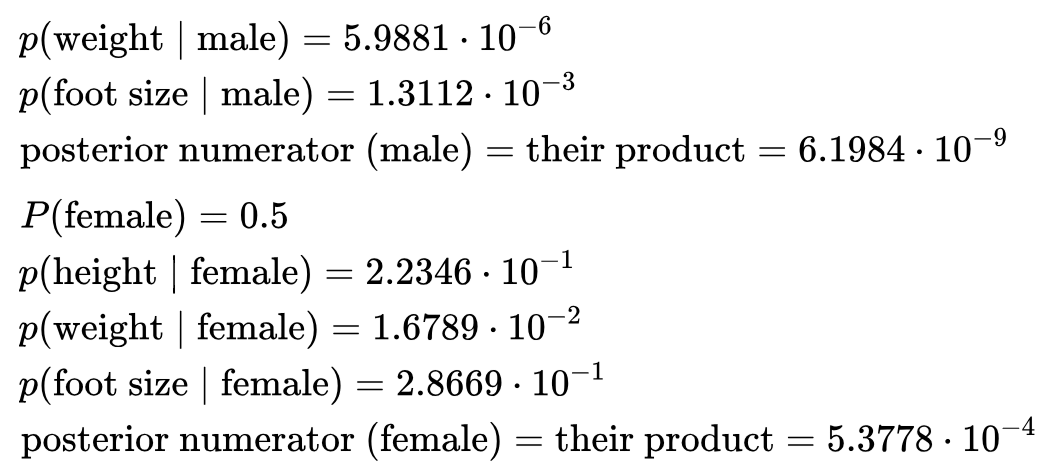 p(weight | male) = 5.9881 · 10⁻⁶
p(foot size | male) = 1.3112 · 10⁻³
posterior numerator (male) = their product = 6.1984 · 10⁻⁹
P(female) = 0.5
p(height | female) = 2.2346 · 10⁻¹
p(weight | female) = 1.6789 · 10⁻²
p(foot size | female) = 2.8669 · 10⁻¹
posterior numerator (female) = their product = 5.3778 · 10⁻⁴